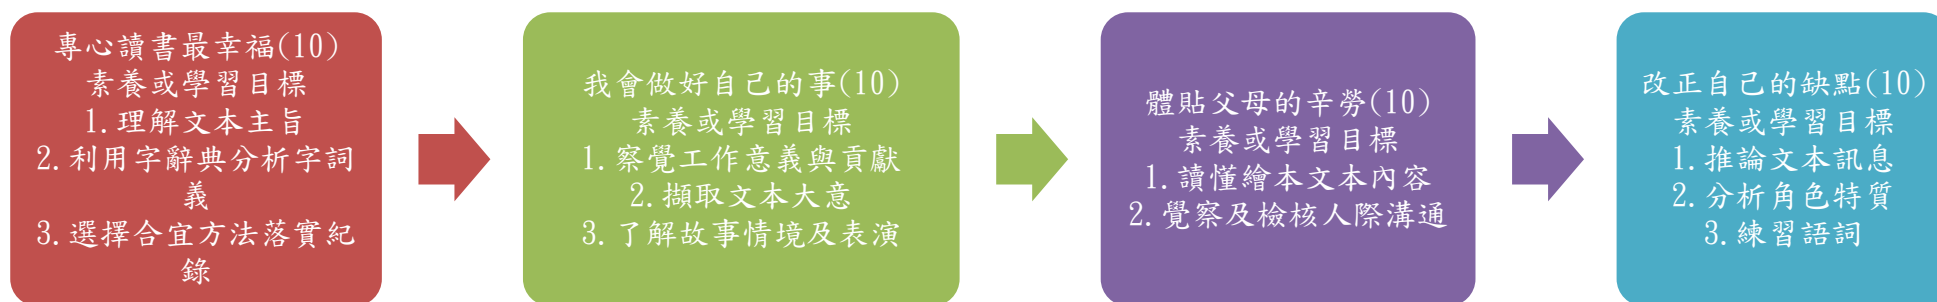 專心讀書最幸福(10)
素養或學習目標
1.理解文本主旨
2.利用字辭典分析字詞
義
3.選擇合宜方法落實紀
錄
我會做好自己的事(10)
素養或學習目標
1.察覺工作意義與貢獻
2.擷取文本大意
3.了解故事情境及表演
體貼父母的辛勞(10)
素養或學習目標
1.讀懂繪本文本內容
2.覺察及檢核人際溝通
改正自己的缺點(10)
素養或學習目標
1.推論文本訊息
2.分析角色特質
3.練習語詞